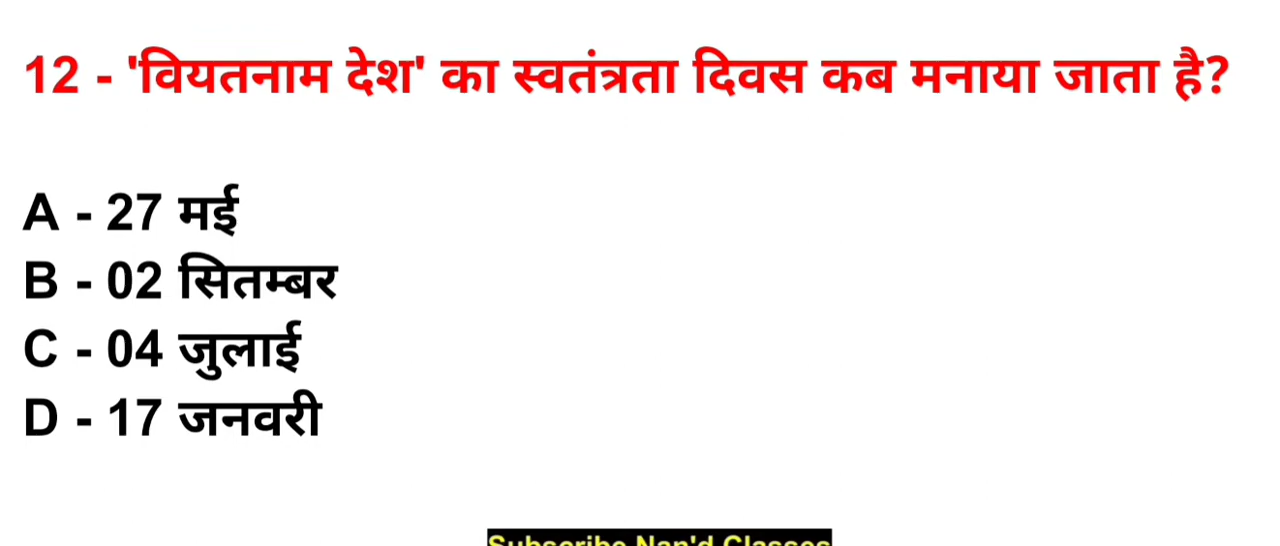 12 - 'वियतनाम देश' का स्वतंत्रता दिवस कब मनाया जाता है?
A - 27 मई
B - 02 सितम्बर
C - 04 जुलाई
D - 17 जनवरी
Subscribe Nan'd Classes